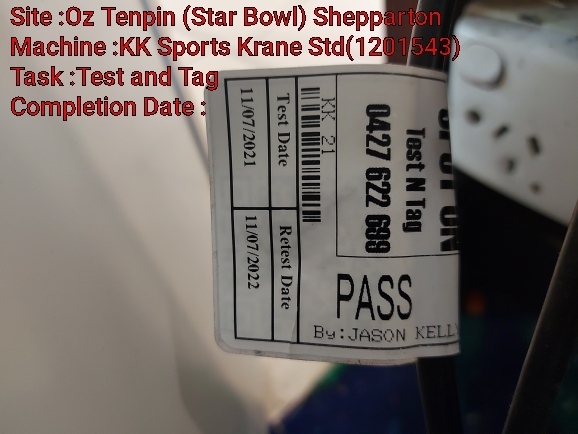 Site :Oz Tenpin (Star Bowl) Shepparton
Machine :KK Sports Krane Std(1201543)
Task :Test and Tag
Completion Date :
Test N Tag
0427 622 699
KK 21
Test Date
11/07/2021
Retest Date
11/07/2022
PASS
By:JASON KELLY